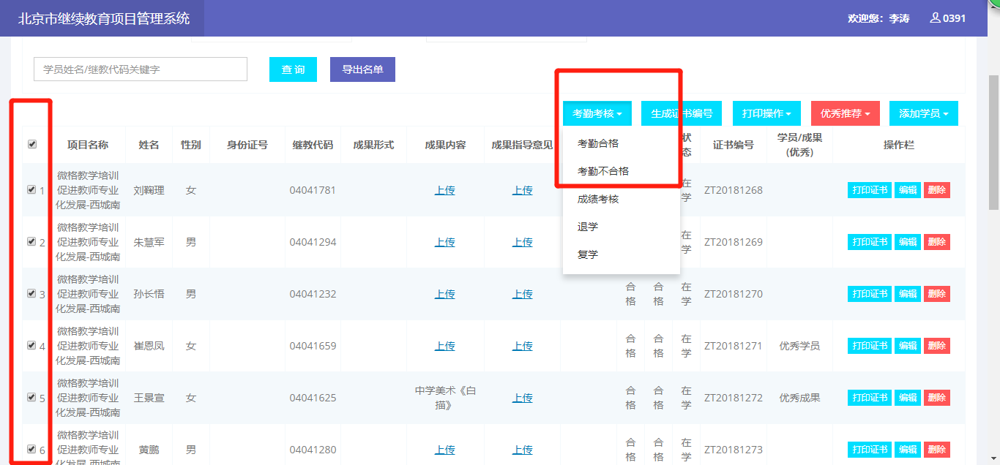 北京市继续教育项目管理系统
欢迎您：李涛 0391
学员姓名/继教代码关键字 查 询 导出名单
考勤考核 生成证书编号 打印操作 优秀推荐 添加学员
项目名称 姓名 性别 身份证号 继教代码 成果形式 成果内容 成果指导意见 状态 证书编号 学员/成果(优秀) 操作栏
考勤合格
考勤不合格
成绩考核
退学
复学
1 微格教学培训
促进教师专业
化发展-西城南 刘鞠理 女 04041781 上传 上传 在学 ZT20181268 打印证书 编辑 删除
2 微格教学培训
促进教师专业
化发展-西城南 朱慧军 男 04041294 上传 上传 在学 ZT20181269 打印证书 编辑 删除
3 微格教学培训
促进教师专业
化发展-西城南 孙长悟 男 04041232 上传 上传 合格 合格 在学 ZT20181270 打印证书 编辑 删除
4 微格教学培训
促进教师专业
化发展-西城南 崔恩凤 女 04041659 上传 上传 合格 合格 在学 ZT20181271 优秀学员 打印证书 编辑 删除
5 微格教学培训
促进教师专业
化发展-西城南 王景宣 女 04041625 中学美术《白描》 上传 合格 合格 在学 ZT20181272 优秀成果 打印证书 编辑 删除
6 微格教学培训
促进教师专业
化发展-西城南 黄鹏 男 04041280 上传 上传 合格 合格 在学 ZT20181273 打印证书 编辑 删除